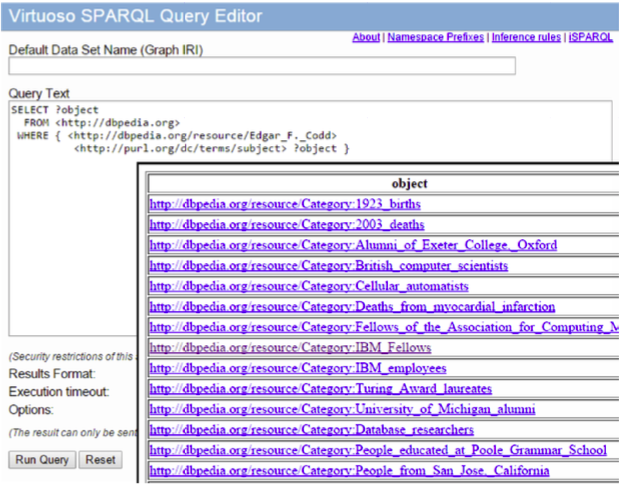 Virtuoso SPARQL Query Editor
About | Namespace Prefixes | Inference rules | iSPARQL
Default Data Set Name (Graph IRI)
Query Text
SELECT ?object
FROM <http://dbpedia.org>
WHERE { <http://dbpedia.org/resource/Edgar_F._Codd>
<http://purl.org/dc/terms/subject> ?object }
object
http://dbpedia.org/resource/Category:1923_births
http://dbpedia.org/resource/Category:2003_deaths
http://dbpedia.org/resource/Category:Alumni_of_Exeter_College,_Oxford
http://dbpedia.org/resource/Category:British_computer_scientists
http://dbpedia.org/resource/Category:Cellular_automatists
http://dbpedia.org/resource/Category:Deaths_from_myocardial_infarction
http://dbpedia.org/resource/Category:Fellows_of_the_Association_for_Computing_M
http://dbpedia.org/resource/Category:IBM_Fellows
http://dbpedia.org/resource/Category:IBM_employees
http://dbpedia.org/resource/Category:Turing_Award_laureates
http://dbpedia.org/resource/Category:University_of_Michigan_alumni
http://dbpedia.org/resource/Category:Database_researchers
http://dbpedia.org/resource/Category:People_educated_at_Poole_Grammar_School
http://dbpedia.org/resource/Category:People_from_San_Jose,_California
(Security restrictions of this
Results Format:
Execution timeout:
Options:
(The result can only be sent
Run Query Reset